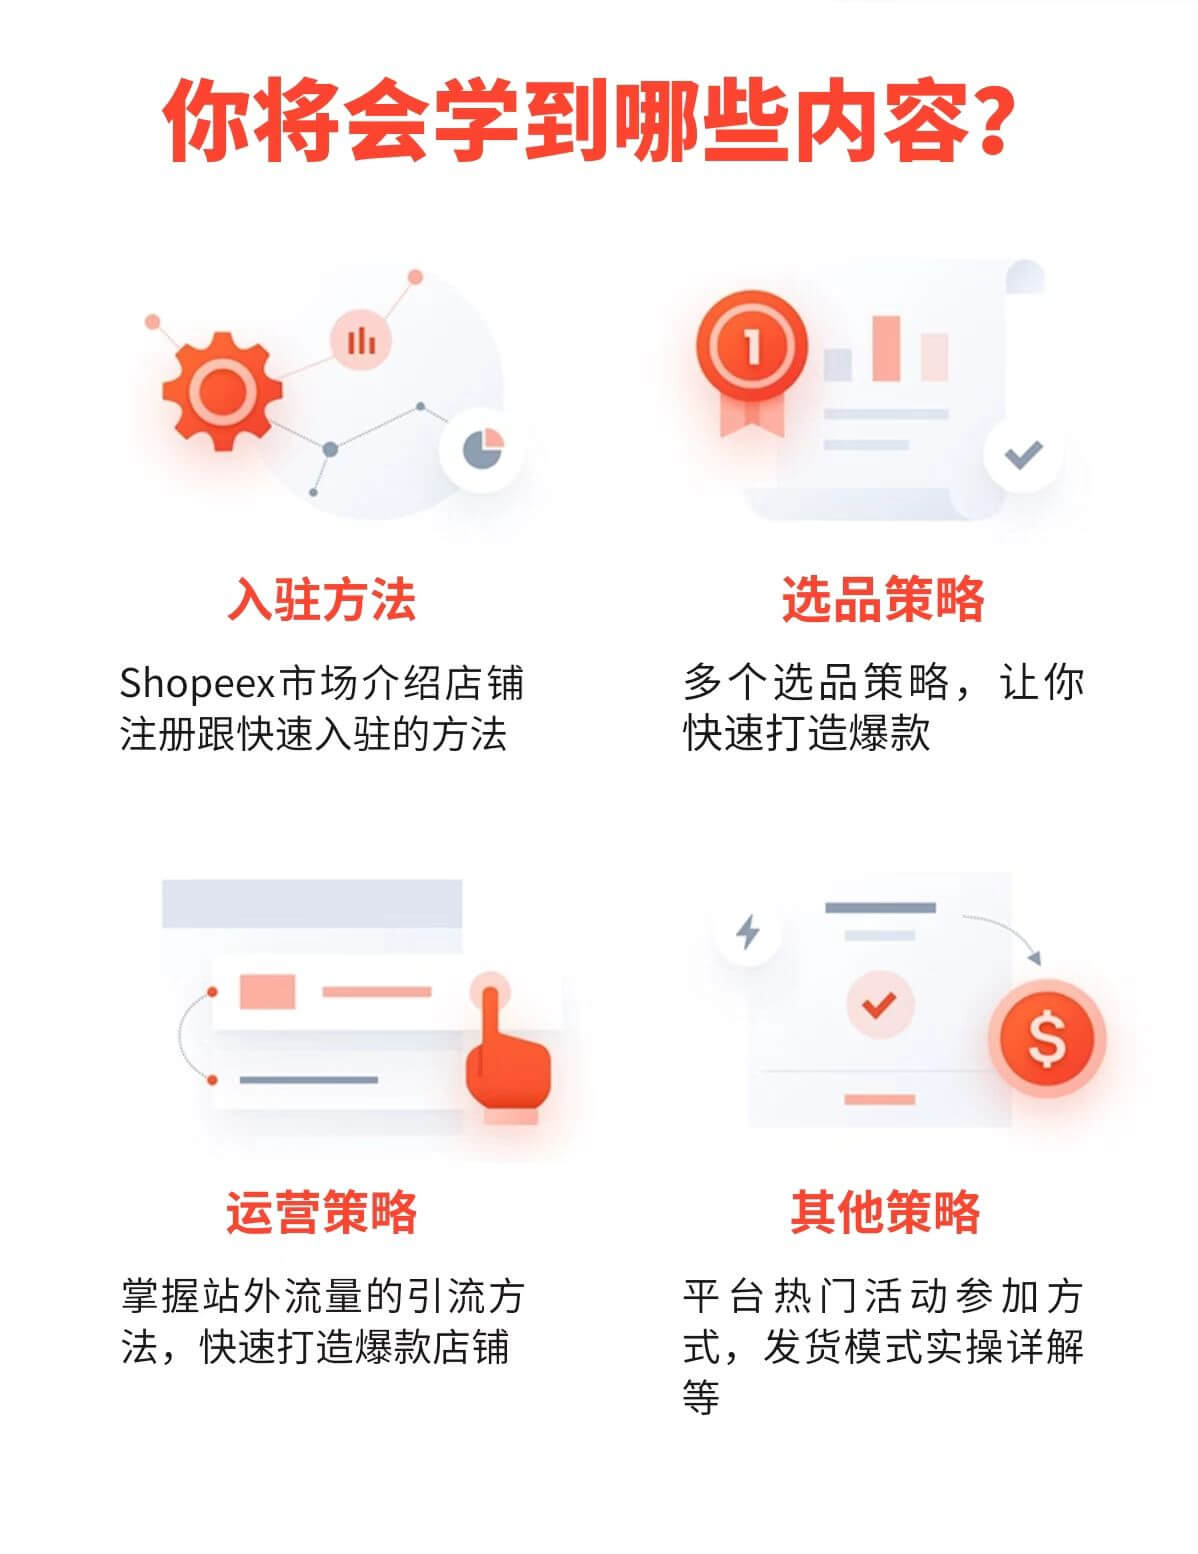 你将会学到哪些内容？
1
入驻方法
Shopeex市场介绍店铺
注册跟快速入驻的方法
选品策略
多个选品策略，让你
快速打造爆款
$
运营策略
掌握站外流量的引流方
法，快速打造爆款店铺
其他策略
平台热门活动参加方
式，发货模式实操详解
等